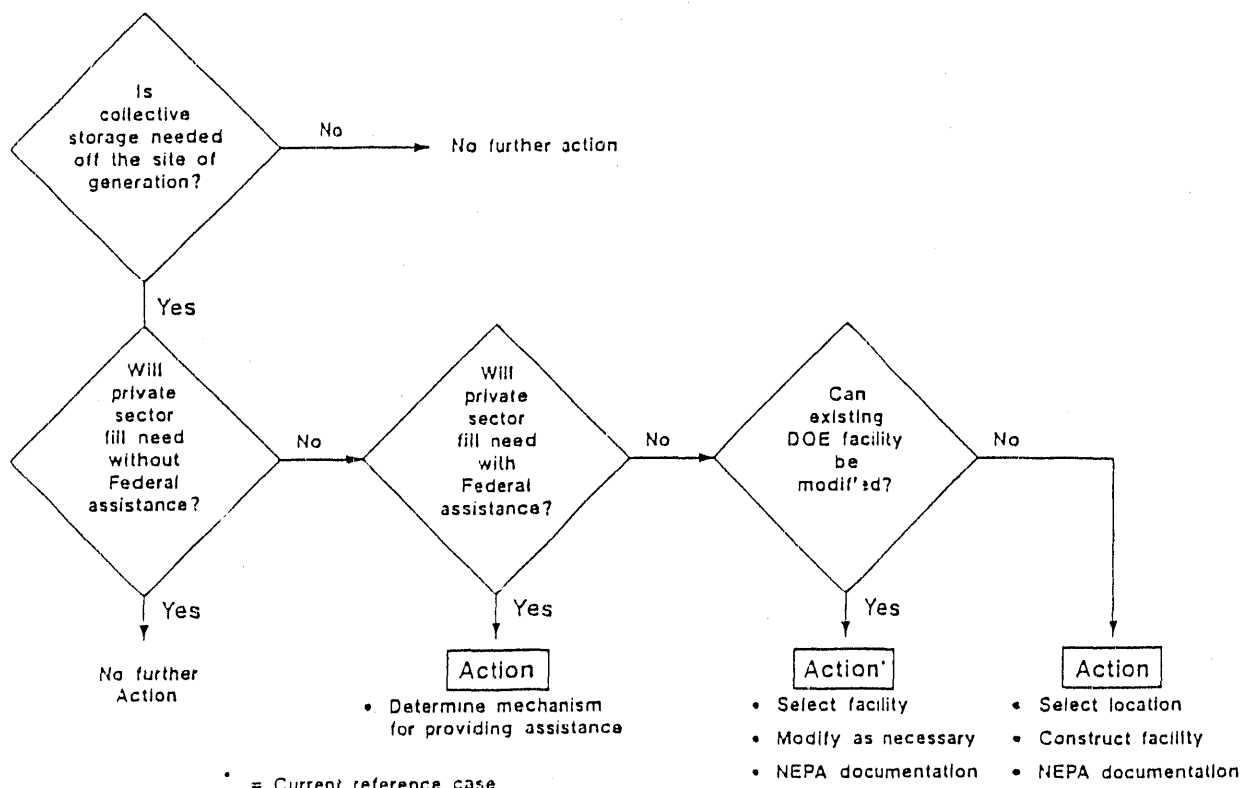 Is
collective
storage needed
off the site of
generation?
No
No further action
Yes
Will
private
sector
fill need
without
Federal
assistance?
No
Will
private
sector
fill need
with
Federal
assistance?
No
Can
existing
DOE facility
be
modified?
No
Yes
No further
Action
Yes
Action
• Determine mechanism
for providing assistance
Yes
Action*
• Select facility
• Modify as necessary
• NEPA documentation
Action
• Select location
• Construct facility
• NEPA documentation
* = Current reference case